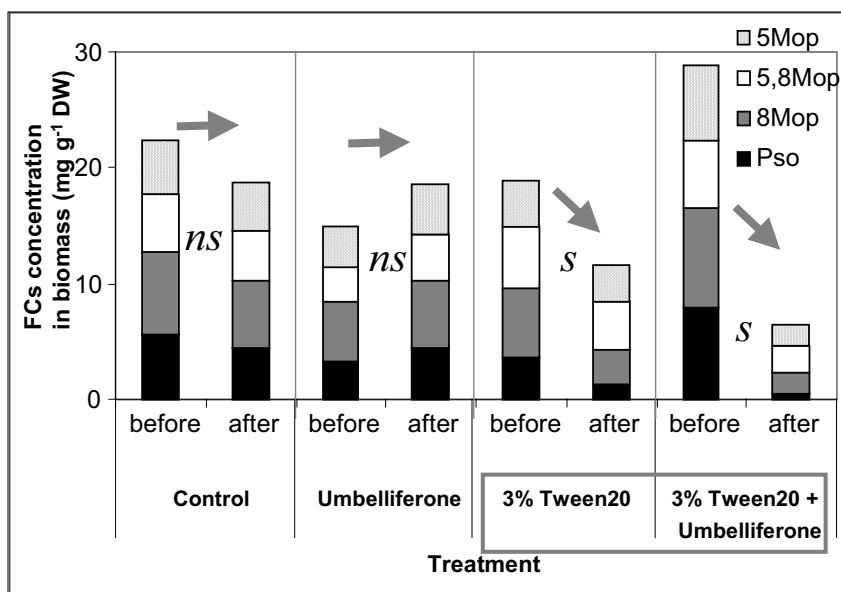 FCs concentration
in biomass (mg g-1 DW)
30
20
10
0
5Mop
5,8Mop
8Mop
Pso
ns
ns
s
s
before after before after before after before after
Control Umbelliferone 3% Tween20 3% Tween20 +
Umbelliferone
Treatment